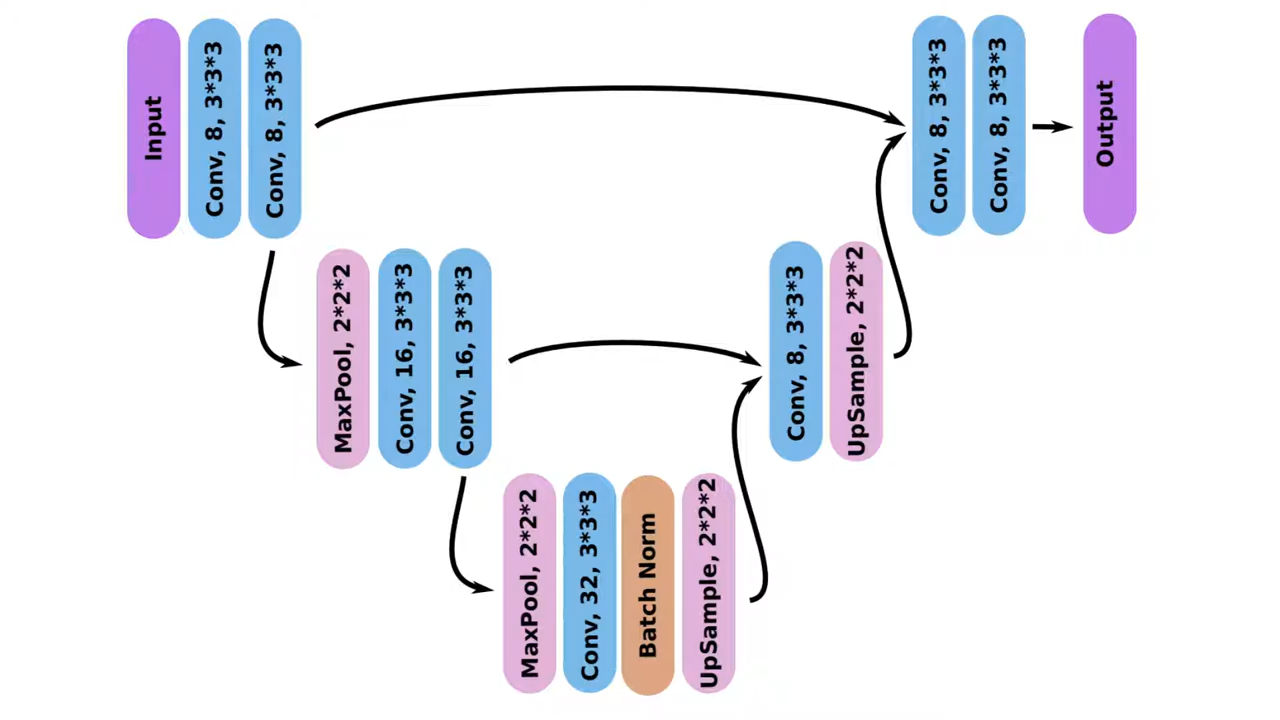 Input
Conv, 8, 3*3*3
Conv, 8, 3*3*3
MaxPool, 2*2*2
Conv, 16, 3*3*3
Conv, 16, 3*3*3
MaxPool, 2*2*2
Conv, 32, 3*3*3
Batch Norm
UpSample, 2*2*2
Conv, 8, 3*3*3
UpSample, 2*2*2
Conv, 8, 3*3*3
Conv, 8, 3*3*3
Output